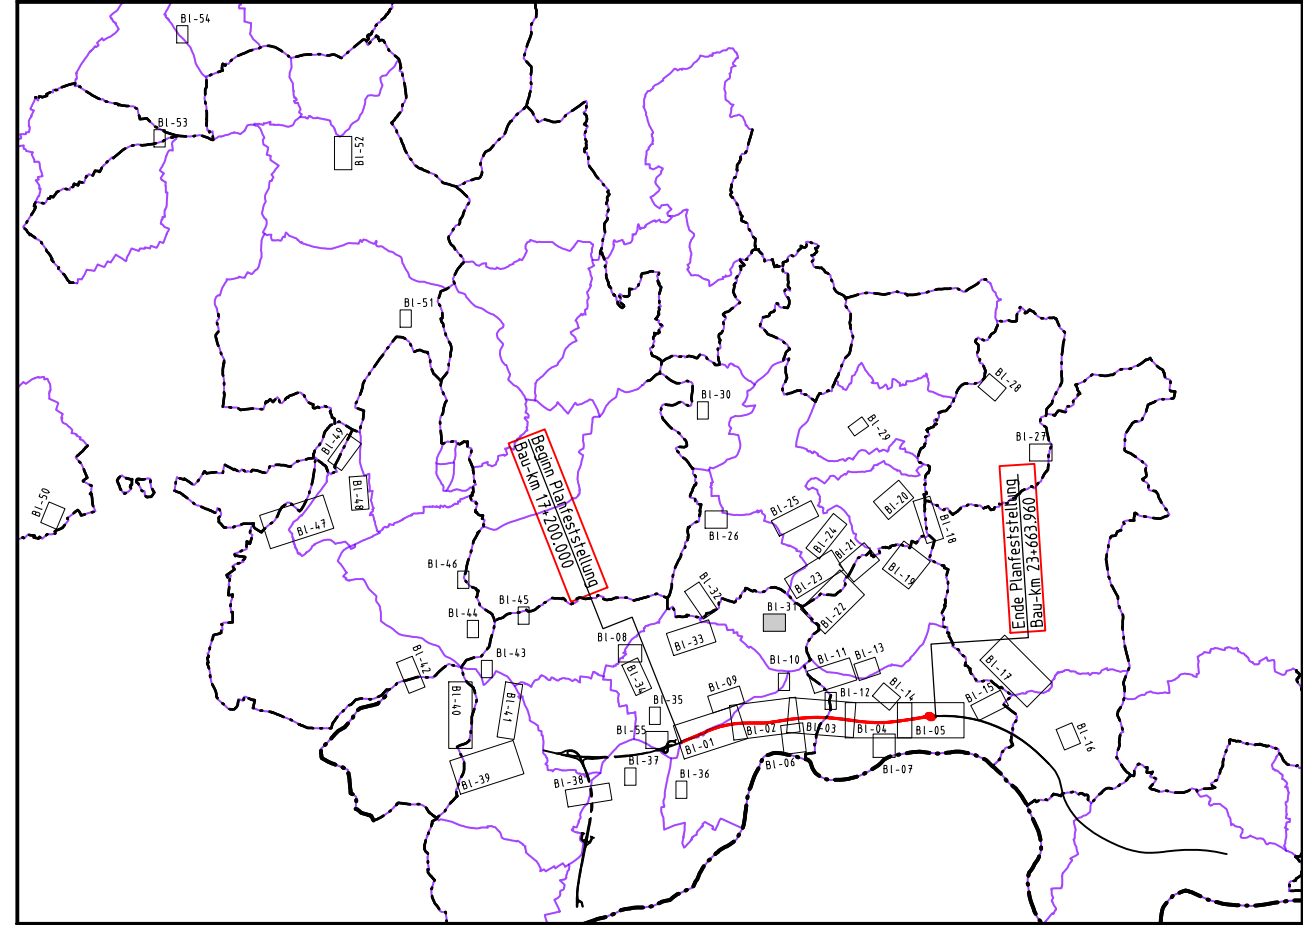 Bl-54
Bl-53
Bl-52
Bl-51
Bl-28
Bl-30
Bl-29
Bl-27
Bl-49
Bl-48
Bl-50
Bl-47
Beginn Planfeststellung
Bau-km 17+200.000
Ende Planfeststellung
Bau-km 23+663.960
Bl-20
Bl-25
Bl-18
Bl-26
Bl-24
Bl-21
Bl-19
Bl-46
Bl-23
Bl-32
Bl-45
Bl-22
Bl-44
Bl-31
Bl-08
Bl-33
Bl-43
Bl-42
Bl-10
Bl-11
Bl-13
Bl-17
Bl-34
Bl-09
Bl-12
Bl-14
Bl-15
Bl-40
Bl-41
Bl-35
Bl-55
Bl-01
Bl-02
Bl-03
Bl-04
Bl-05
Bl-16
Bl-06
Bl-07
Bl-39
Bl-38
Bl-37
Bl-36